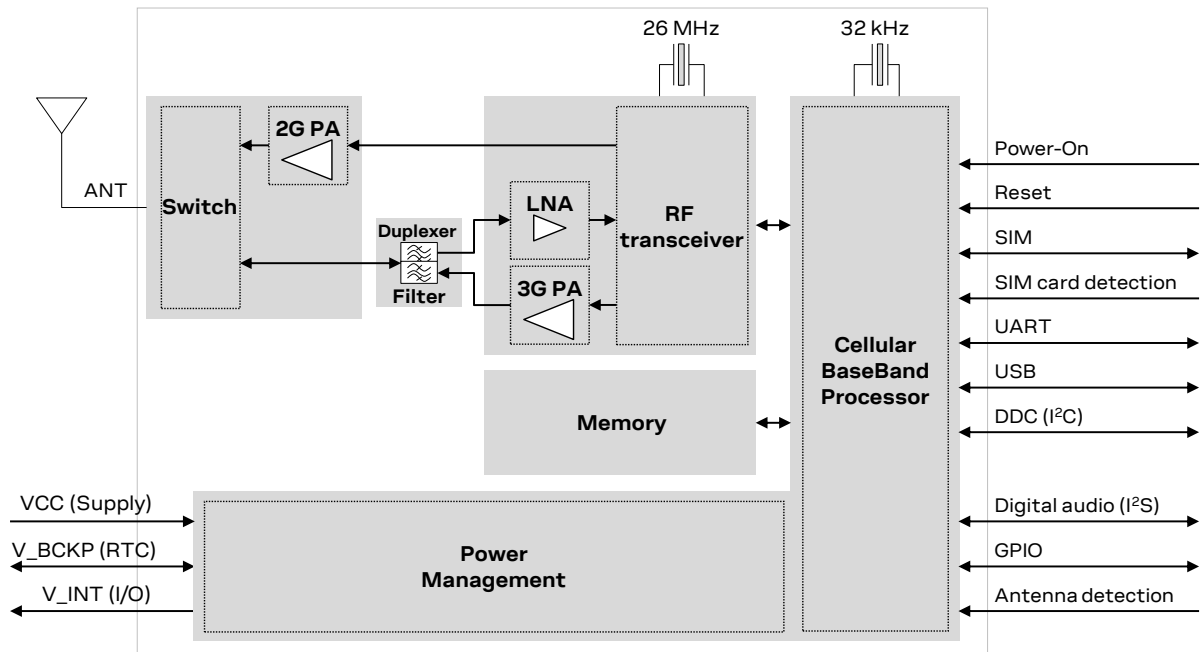 26 MHz
32 kHz
2G PA
ANT
Switch
LNA
RF
transceiver
Duplexer
Filter
3G PA
Cellular
BaseBand
Processor
Memory
Power-On
Reset
SIM
SIM card detection
UART
USB
DDC (I²C)
Digital audio (I²S)
GPIO
Antenna detection
VCC (Supply)
V_BCKP (RTC)
V_INT (I/O)
Power
Management